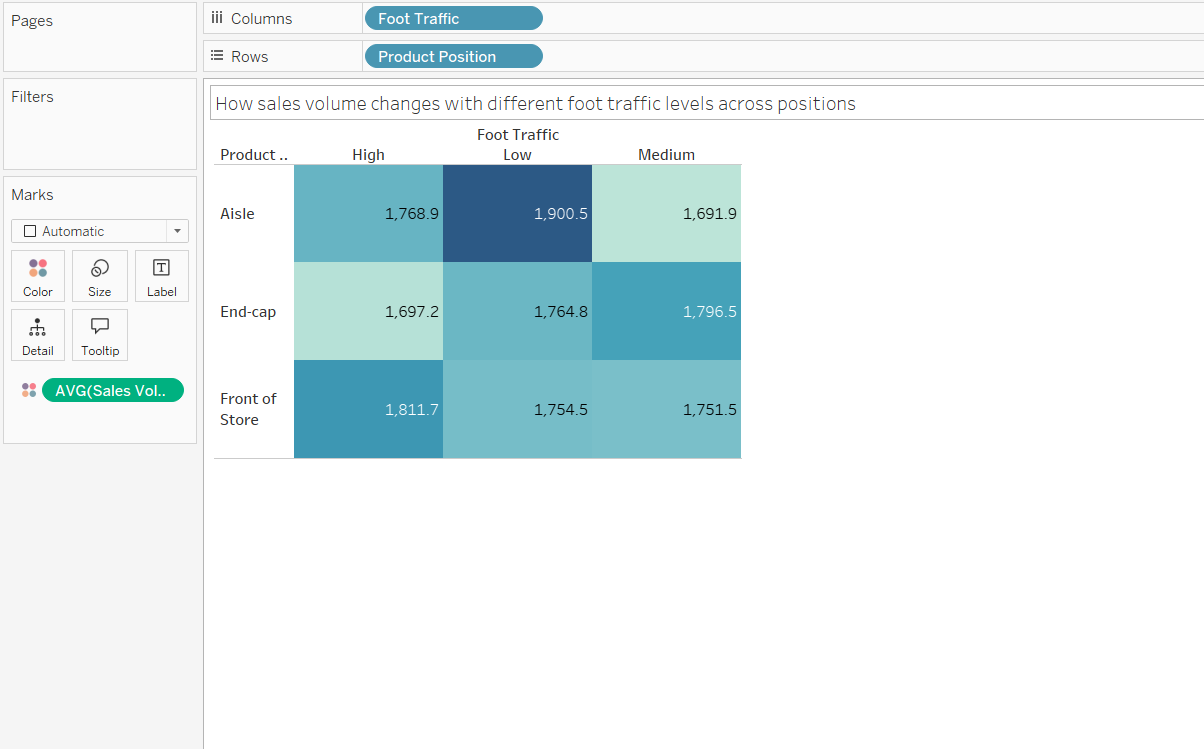 Pages
Columns
Foot Traffic
Rows
Product Position
Filters
How sales volume changes with different foot traffic levels across positions
Foot Traffic
Product ..
High
Low
Medium
Aisle
1,768.9
1,900.5
1,691.9
End-cap
1,697.2
1,764.8
1,796.5
Front of
Store
1,811.7
1,754.5
1,751.5
Marks
Automatic
Color
Size
Label
Detail
Tooltip
AVG(Sales Vol..